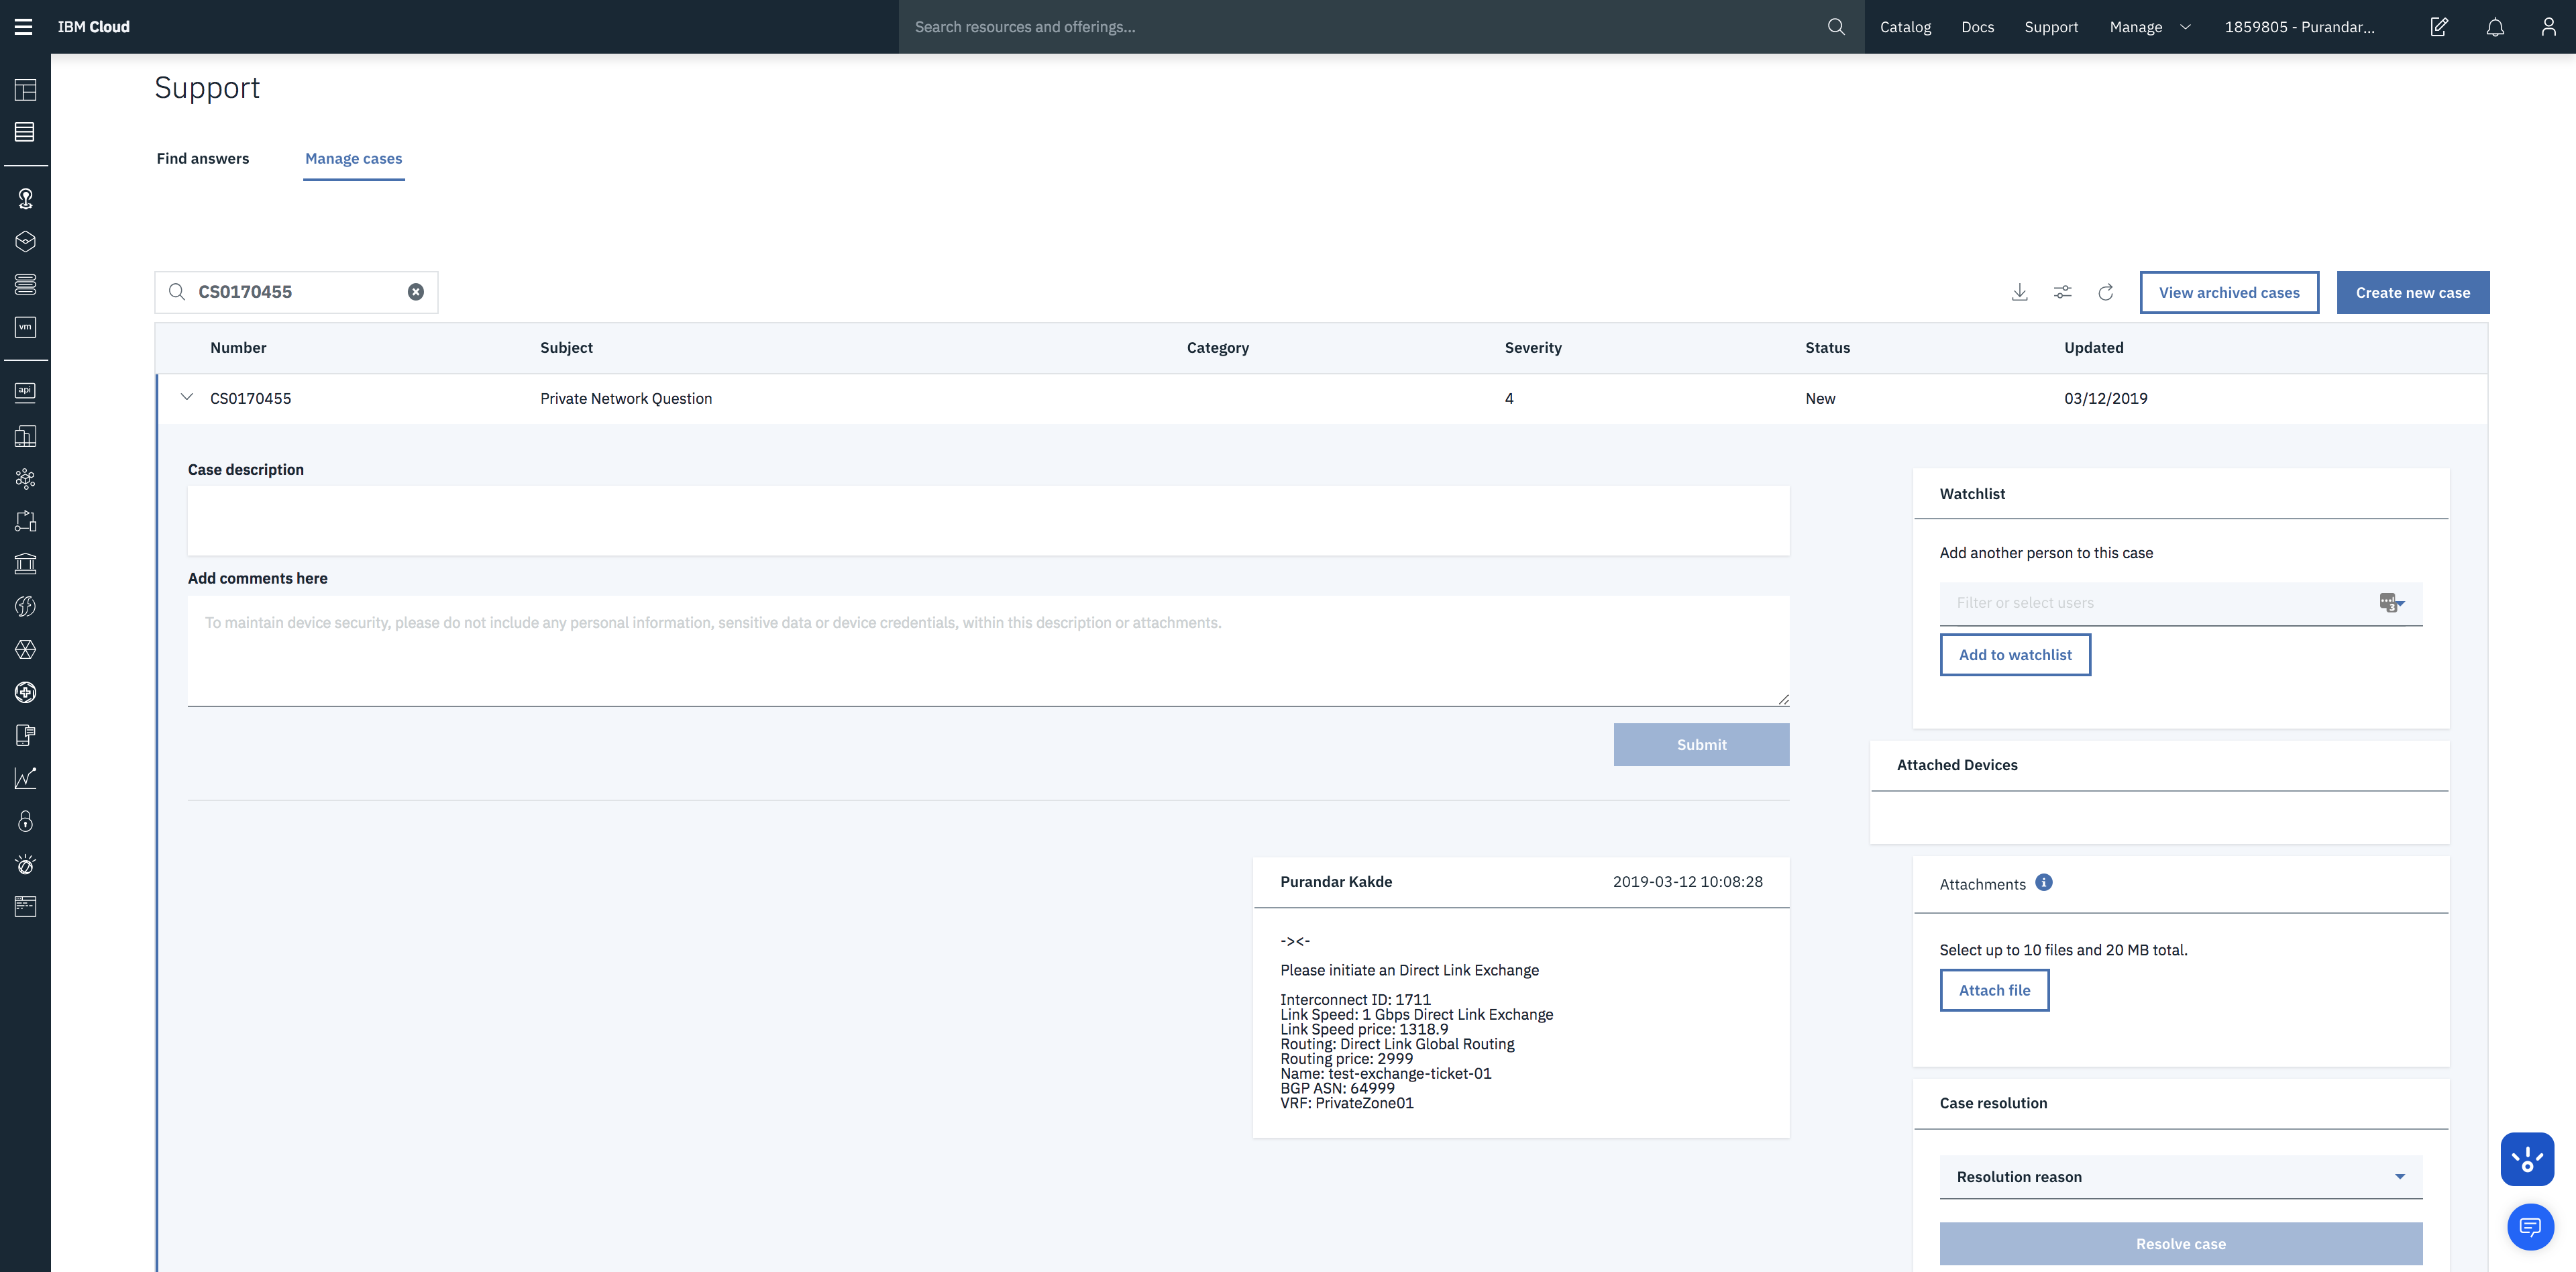 IBM Cloud
Search resources and offerings...
Catalog
Docs
Support
Manage
1859805 - Purandar...
Support
Find answers
Manage cases
CS0170455
View archived cases
Create new case
Number
Subject
Category
Severity
Status
Updated
CS0170455
Private Network Question
4
New
03/12/2019
Case description
Add comments here
To maintain device security, please do not include any personal information, sensitive data or device credentials, within this description or attachments.
Submit
Purandar Kakde
2019-03-12 10:08:28
-><-
Please initiate an Direct Link Exchange
Interconnect ID: 1711
Link Speed: 1 Gbps Direct Link Exchange
Link Speed price: 1318.9
Routing: Direct Link Global Routing
Routing price: 2999
Name: test-exchange-ticket-01
BGP ASN: 64999
VRF: PrivateZone01
Watchlist
Add another person to this case
Filter or select users
3
Add to watchlist
Attached Devices
Attachments
Select up to 10 files and 20 MB total.
Attach file
Case resolution
Resolution reason
Resolve case
vm
api